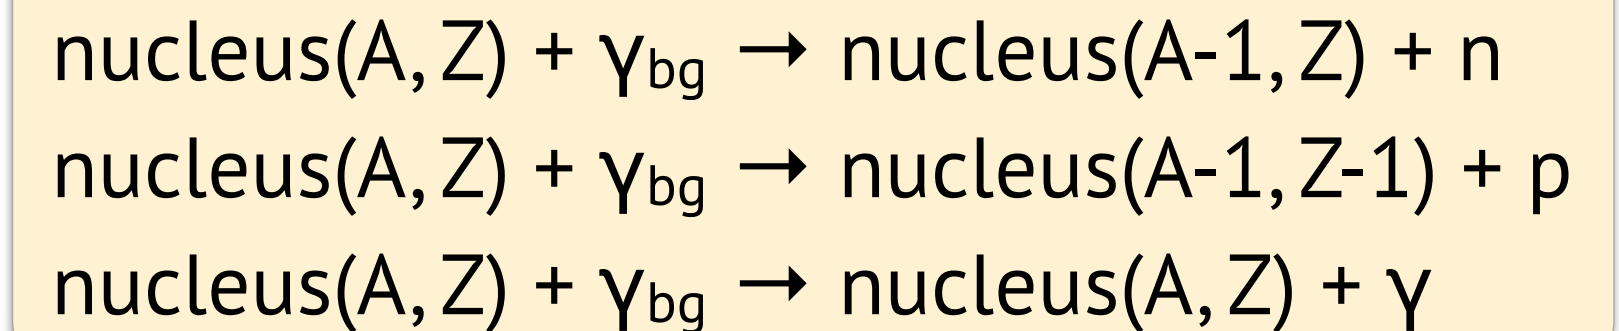 nucleus(A, Z) + γbg → nucleus(A-1, Z) + n
nucleus(A, Z) + γbg → nucleus(A-1, Z-1) + p
nucleus(A, Z) + γbg → nucleus(A, Z) + γ